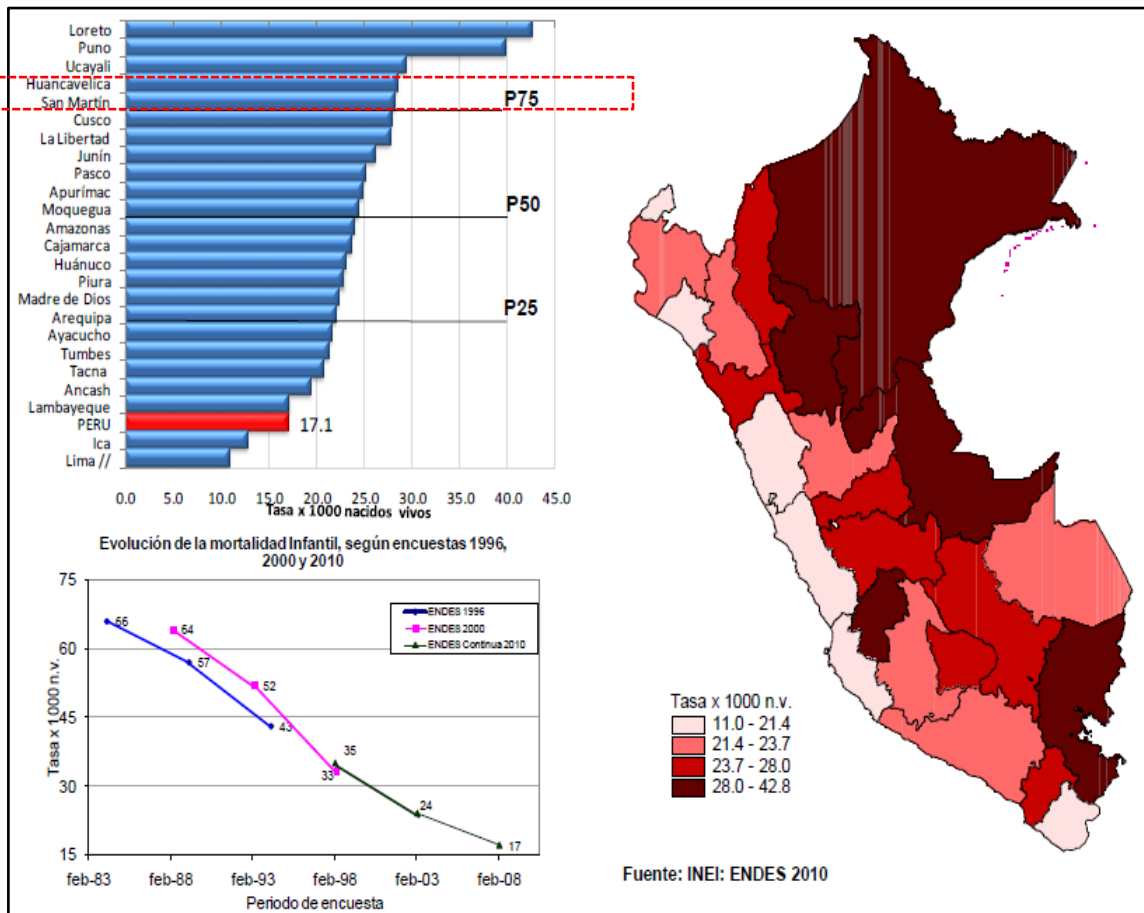 Loreto
Puno
Ucayali
Huancavelica
San Martín
P75
Cusco
La Libertad
Junín
Pasco
Apurímac
Moquegua
P50
Amazonas
Cajamarca
Huánuco
Piura
Madre de Dios
Arequipa
P25
Ayacucho
Tumbes
Tacna
Ancash
Lambayeque
PERU
17.1
Ica
Lima //
0.0 5.0 10.0 15.0 20.0 25.0 30.0 35.0 40.0 45.0
Tasa x 1000 nacidos vivos
Evolución de la mortalidad Infantil, según encuestas 1996,
2000 y 2010
Tasa x 1000 n.v.
75
60
45
30
15
66
57
43
64
52
33
35
24
17
ENDES 1996
ENDES 2000
ENDES Continua 2010
feb-83 feb-88 feb-93 feb-98 feb-03 feb-08
Periodo de encuesta
Tasa x 1000 n.v.
11.0 - 21.4
21.4 - 23.7
23.7 - 28.0
28.0 - 42.8
Fuente: INEI: ENDES 2010